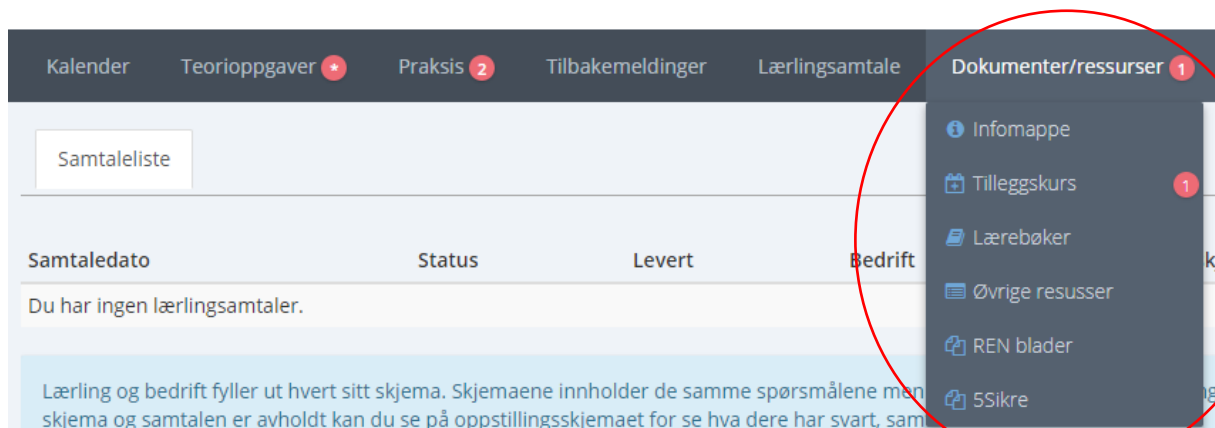 Kalender Teorioppgaver * Praksis 2 Tilbakemeldinger Lærlingsamtale Dokumenter/ressurser 1
Infomappe
Samtaleliste
Tilleggskurs 1
Lærebøker
Samtaledato Status Levert Bedrift
Øvrige resusser
Du har ingen lærlingsamtaler.
REN blader
Lærling og bedrift fyller ut hvert sitt skjema. Skjemaene innholder de samme spørsmålene men
5Sikre
skjema og samtalen er avholdt kan du se på oppstillingsskjemaet for se hva dere har svart, sam